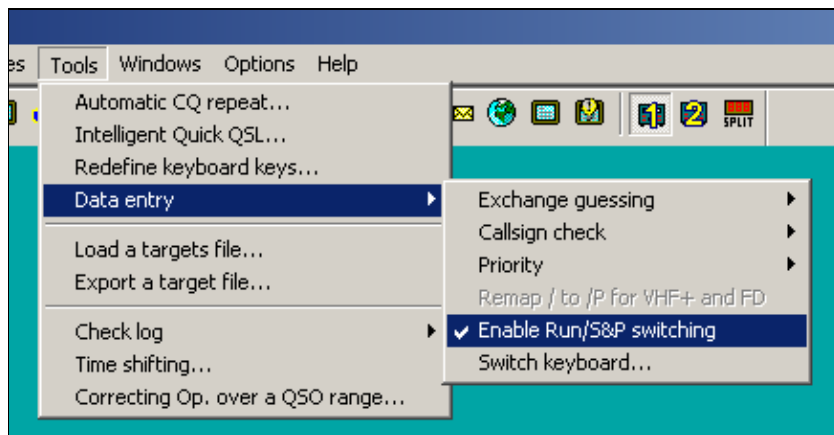 es Tools Windows Options Help
1 2 SPLIT
Automatic CQ repeat...
Intelligent Quick QSL...
Redefine keyboard keys...
Data entry
Load a targets file...
Export a target file...
Check log
Time shifting...
Correcting Op. over a QSO range...
Exchange guessing
Callsign check
Priority
Remap / to /P for VHF+ and FD
Enable Run/S&P switching
Switch keyboard...